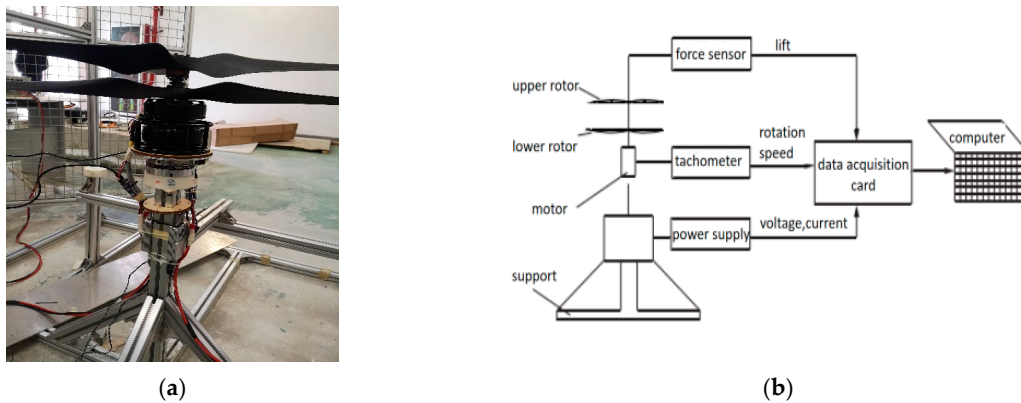 force sensor
lift
upper rotor
lower rotor
rotation
speed
computer
tachometer
data acquisition
card
motor
power supply
voltage,current
support
(a)
(b)